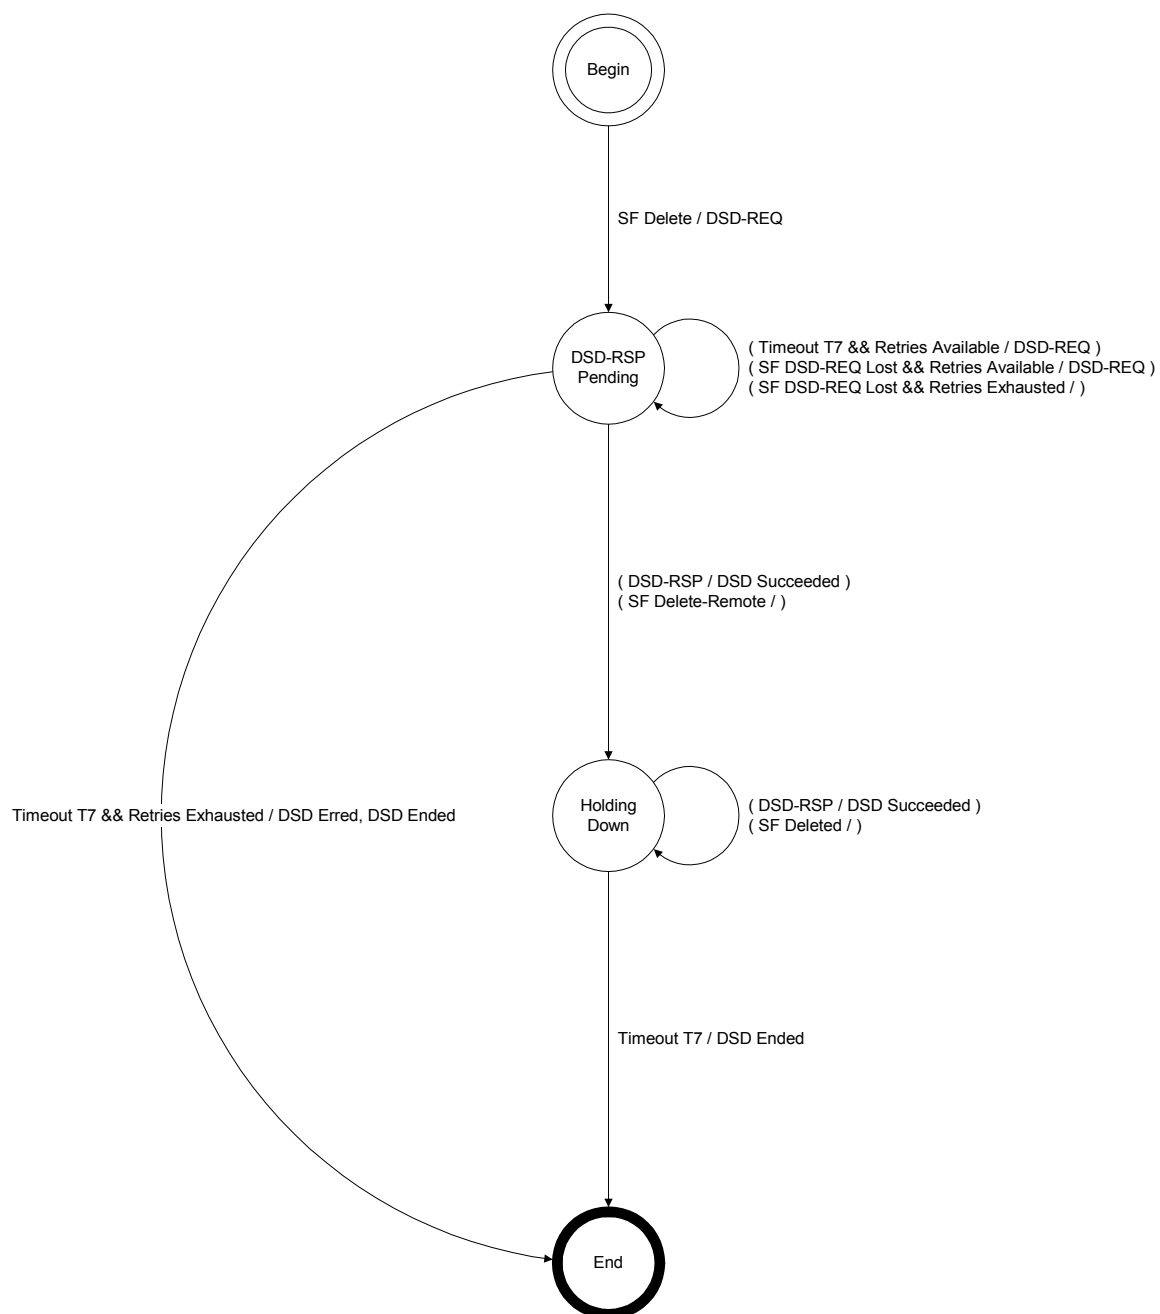 Begin
SF Delete / DSD-REQ
DSD-RSP
Pending
( Timeout T7 && Retries Available / DSD-REQ )
( SF DSD-REQ Lost && Retries Available / DSD-REQ )
( SF DSD-REQ Lost && Retries Exhausted / )
( DSD-RSP / DSD Succeeded )
( SF Delete-Remote / )
Timeout T7 && Retries Exhausted / DSD Erred, DSD Ended
Holding
Down
( DSD-RSP / DSD Succeeded )
( SF Deleted / )
Timeout T7 / DSD Ended
End